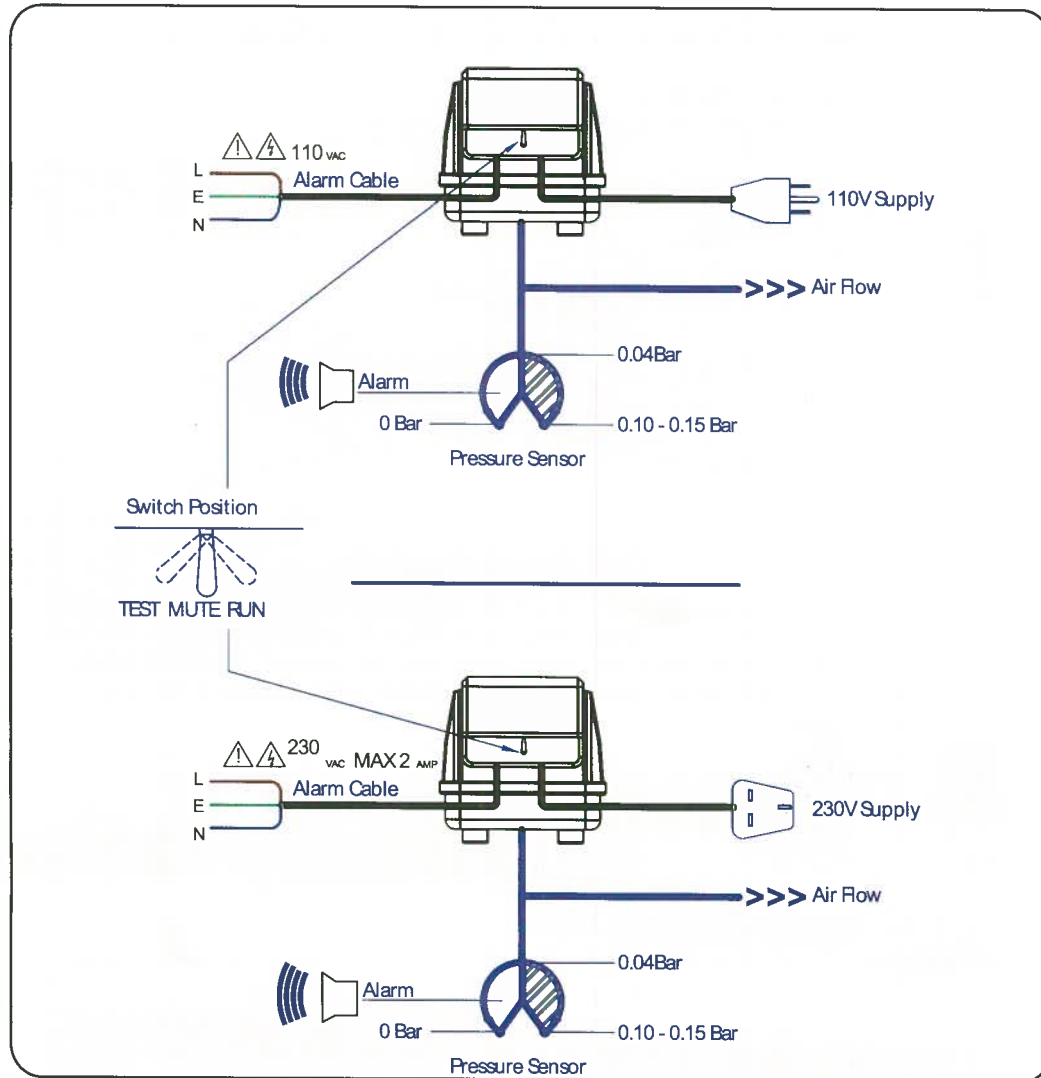 110 VAC
L
Alarm Cable
E
N
110V Supply
>>> Air Flow
0.04Bar
Alarm
0 Bar
0.10 - 0.15 Bar
Pressure Sensor
Switch Position
TEST MUTE RUN
230 VAC MAX 2 AMP
L
Alarm Cable
E
N
230V Supply
>>> Air Flow
0.04Bar
Alarm
0 Bar
0.10 - 0.15 Bar
Pressure Sensor